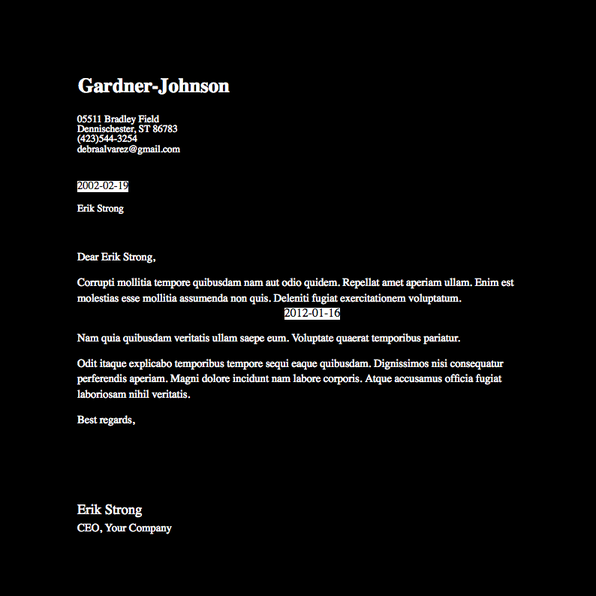 Gardner-Johnson
05511 Bradley Field
Dennischester, ST 86783
(423)544-3254
debraalvarez@gmail.com
2002-02-19
Erik Strong
Dear Erik Strong,
Corrupti mollitia tempore quibusdam nam aut odio quidem. Repellat amet aperiam ullam. Enim est
molestias esse mollitia assumenda non quis. Deleniti fugiat exercitationem voluptatum.
2012-01-16
Nam quia quibusdam veritatis ullam saepe eum. Voluptate quaerat temporibus pariatur.
Odit itaque explicabo temporibus tempore sequi eaque quibusdam. Dignissimos nisi consequatur
perferendis aperiam. Magni dolore incidunt nam labore corporis. Atque accusamus officia fugiat
laboriosam nihil veritatis.
Best regards,
Erik Strong
CEO, Your Company